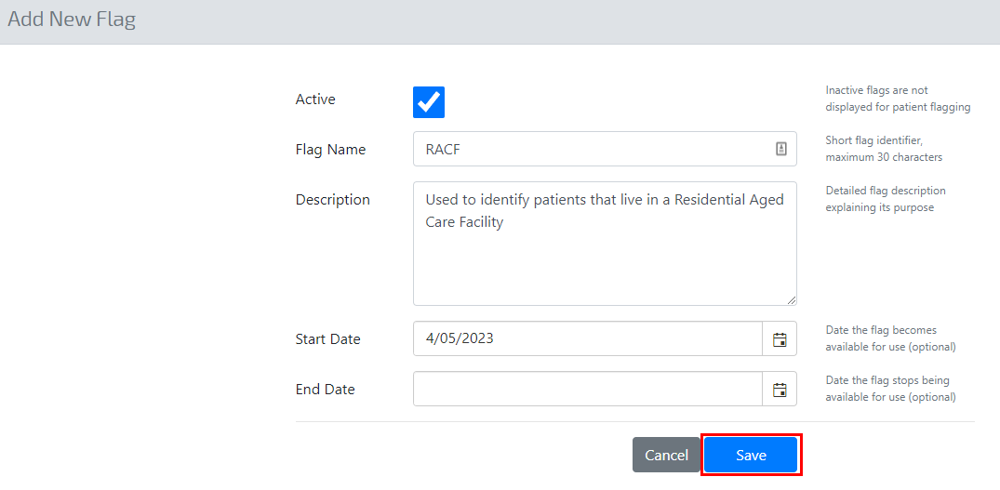 Add New Flag
Active
Inactive flags are not
displayed for patient flagging
Flag Name
RACF
Short flag identifier,
maximum 30 characters
Description
Used to identify patients that live in a Residential Aged
Care Facility
Detailed flag description
explaining its purpose
Start Date
4/05/2023
Date the flag becomes
available for use (optional)
End Date
Date the flag stops being
available for use (optional)
Cancel
Save